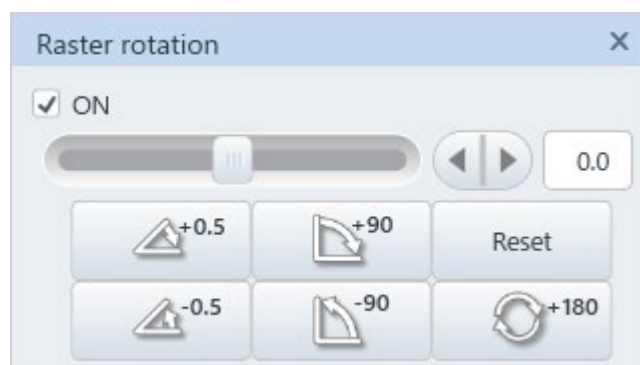 Raster rotation
ON
0.0
+0.5 +90 Reset
-0.5 -90 +180